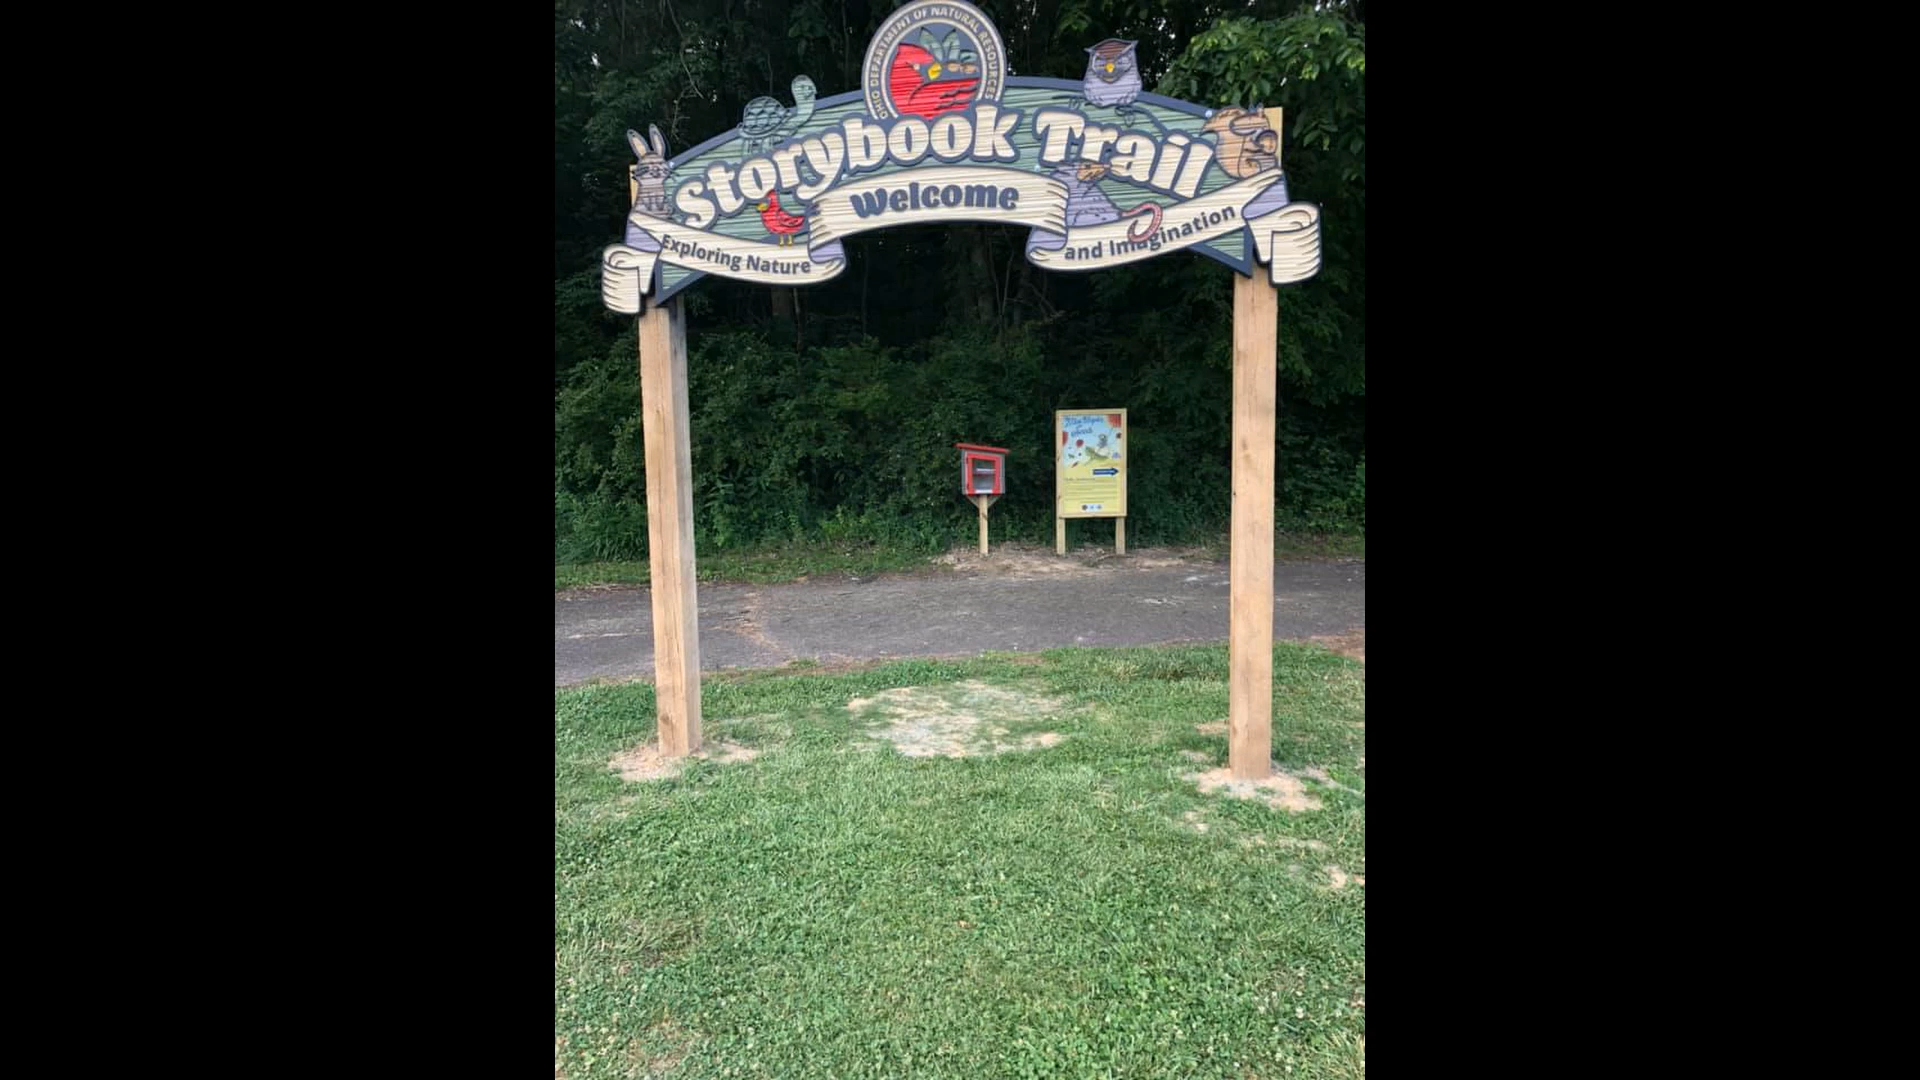 OHIO DEPARTMENT OF NATURAL RESOURCES
Storybook Trail
Welcome
Exploring Nature
and Imagination